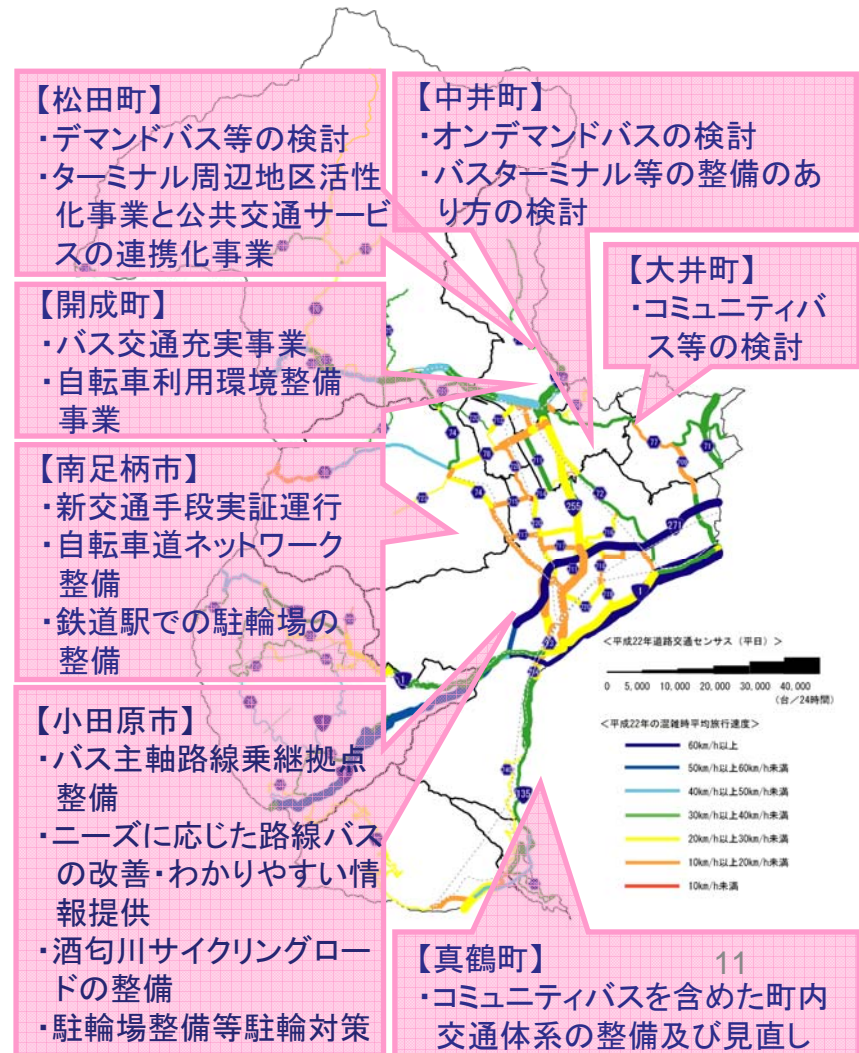 【松田町】
・デマンドバス等の検討
・ターミナル周辺地区活性
化事業と公共交通サービ
スの連携化事業
【中井町】
・オンデマンドバスの検討
・バスターミナル等の整備のあ
り方の検討
【大井町】
・コミュニティバ
ス等の検討
【開成町】
・バス交通充実事業
・自転車利用環境整備
事業
【南足柄市】
・新交通手段実証運行
・自転車道ネットワーク
整備
・鉄道駅での駐輪場の
整備
【小田原市】
・バス主軸路線乗継拠点
整備
・ニーズに応じた路線バス
の改善・わかりやすい情
報提供
・酒匂川サイクリングロー
ドの整備
・駐輪場整備等駐輪対策
【真鶴町】
・コミュニティバスを含めた町内
交通体系の整備及び見直し
11
78
74
74
72
77
71
255
271
1
1
135
<平成22年道路交通センサス（平日）>
0 5,000 10,000 20,000 30,000 40,000
（台／24時間）
<平成22年の混雑時平均旅行速度>
60km/h以上
50km/h以上60km/h未満
40km/h以上50km/h未満
30km/h以上40km/h未満
20km/h以上30km/h未満
10km/h以上20km/h未満
10km/h未満